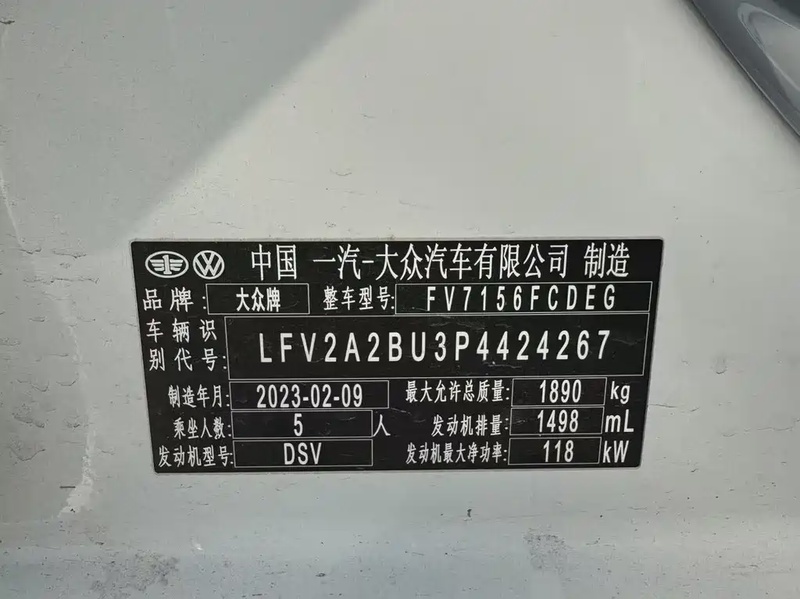 中国 一汽-大众汽车有限公司 制造
品牌: 大众牌 整车型号: FV7156FCDEG
车辆识别代号: LFV2A2BU3P4424267
制造年月: 2023-02-09 最大允许总质量: 1890 kg
乘坐人数: 5 人 发动机排量: 1498 mL
发动机型号: DSV 发动机最大净功率: 118 kW